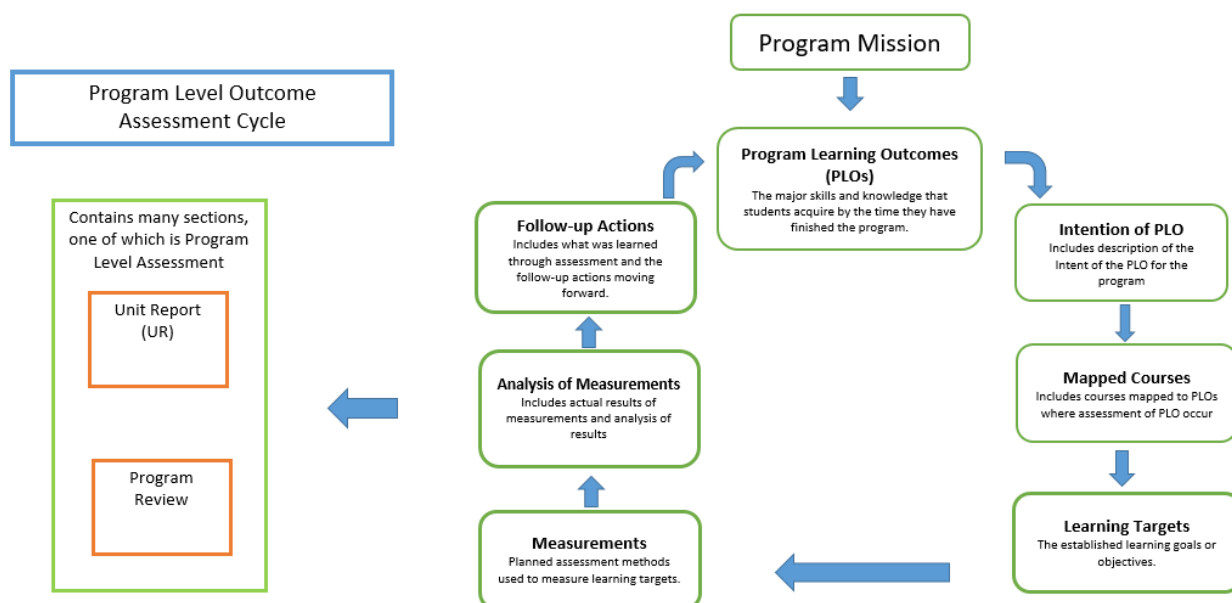 Program Mission
Program Level Outcome
Assessment Cycle
Program Learning Outcomes
(PLOs)
The major skills and knowledge that
students acquire by the time they have
finished the program.
Intention of PLO
Includes description of the
Intent of the PLO for the
program
Mapped Courses
Includes courses mapped to PLOs
where assessment of PLO occur
Learning Targets
The established learning goals or
objectives.
Measurements
Planned assessment methods
used to measure learning targets.
Analysis of Measurements
Includes actual results of
measurements and analysis of
results
Follow-up Actions
Includes what was learned
through assessment and the
follow-up actions moving
forward.
Contains many sections,
one of which is Program
Level Assessment
Unit Report
(UR)
Program
Review